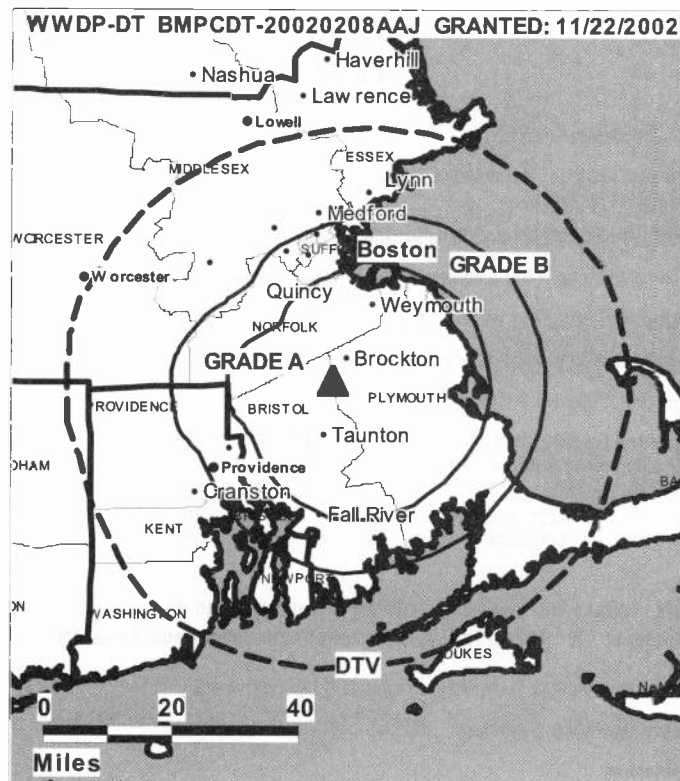 WWDP-DT BMPCDT-20020208AAJ GRANTED: 11/22/2002
Haverhill
Nashua
Lawrence
Lowell
ESSEX
MIDDLESEX
Lynn
Medford
WORCESTER
Boston
GRADE B
Worcester
Quincy
Weymouth
NORFOLK
GRADE A
Brockton
PROVIDENCE
BRISTOL
PLYMOUTH
Taunton
Providence
Cranston
Fall River
KENT
NEWPORT
WASHINGTON
DTV
DUKES
0 20 40
Miles